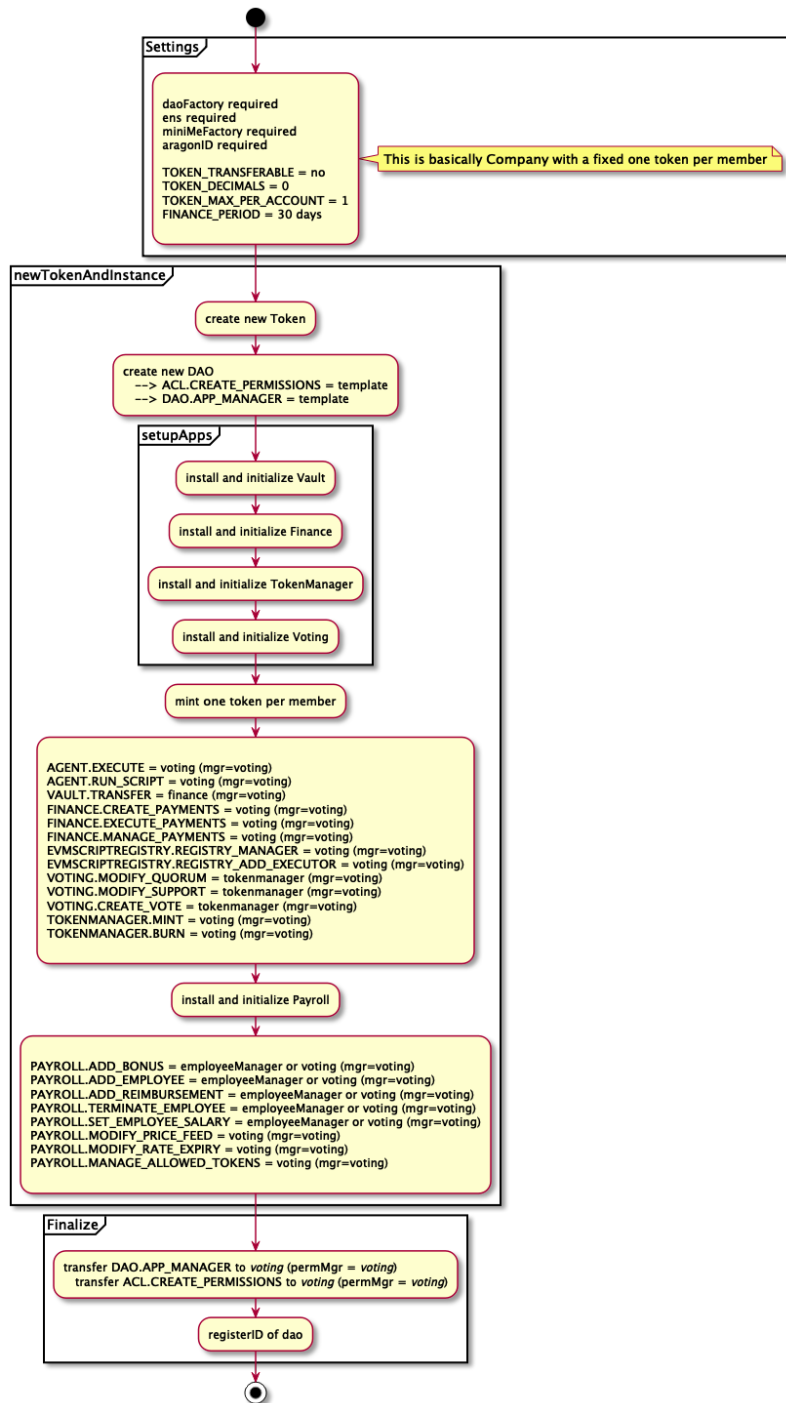 Settings
daoFactory required
ens required
miniMeFactory required
aragonID required
TOKEN_TRANSFERABLE = no
TOKEN_DECIMALS = 0
TOKEN_MAX_PER_ACCOUNT = 1
FINANCE_PERIOD = 30 days
This is basically Company with a fixed one token per member
newTokenAndInstance
create new Token
create new DAO
--> ACL.CREATE_PERMISSIONS = template
--> DAO.APP_MANAGER = template
setupApps
install and initialize Vault
install and initialize Finance
install and initialize TokenManager
install and initialize Voting
mint one token per member
AGENT.EXECUTE = voting (mgr=voting)
AGENT.RUN_SCRIPT = voting (mgr=voting)
VAULT.TRANSFER = finance (mgr=voting)
FINANCE.CREATE_PAYMENTS = voting (mgr=voting)
FINANCE.EXECUTE_PAYMENTS = voting (mgr=voting)
FINANCE.MANAGE_PAYMENTS = voting (mgr=voting)
EVMSCRIPTREGISTRY.REGISTRY_MANAGER = voting (mgr=voting)
EVMSCRIPTREGISTRY.REGISTRY_ADD_EXECUTOR = voting (mgr=voting)
VOTING.MODIFY_QUORUM = tokenmanager (mgr=voting)
VOTING.MODIFY_SUPPORT = tokenmanager (mgr=voting)
VOTING.CREATE_VOTE = tokenmanager (mgr=voting)
TOKENMANAGER.MINT = voting (mgr=voting)
TOKENMANAGER.BURN = voting (mgr=voting)
install and initialize Payroll
PAYROLL.ADD_BONUS = employeeManager or voting (mgr=voting)
PAYROLL.ADD_EMPLOYEE = employeeManager or voting (mgr=voting)
PAYROLL.ADD_REIMBURSEMENT = employeeManager or voting (mgr=voting)
PAYROLL.TERMINATE_EMPLOYEE = employeeManager or voting (mgr=voting)
PAYROLL.SET_EMPLOYEE_SALARY = employeeManager or voting (mgr=voting)
PAYROLL.MODIFY_PRICE_FEED = voting (mgr=voting)
PAYROLL.MODIFY_RATE_EXPIRY = voting (mgr=voting)
PAYROLL.MANAGE_ALLOWED_TOKENS = voting (mgr=voting)
Finalize
transfer DAO.APP_MANAGER to voting (permMgr = voting)
transfer ACL.CREATE_PERMISSIONS to voting (permMgr = voting)
registerID of dao